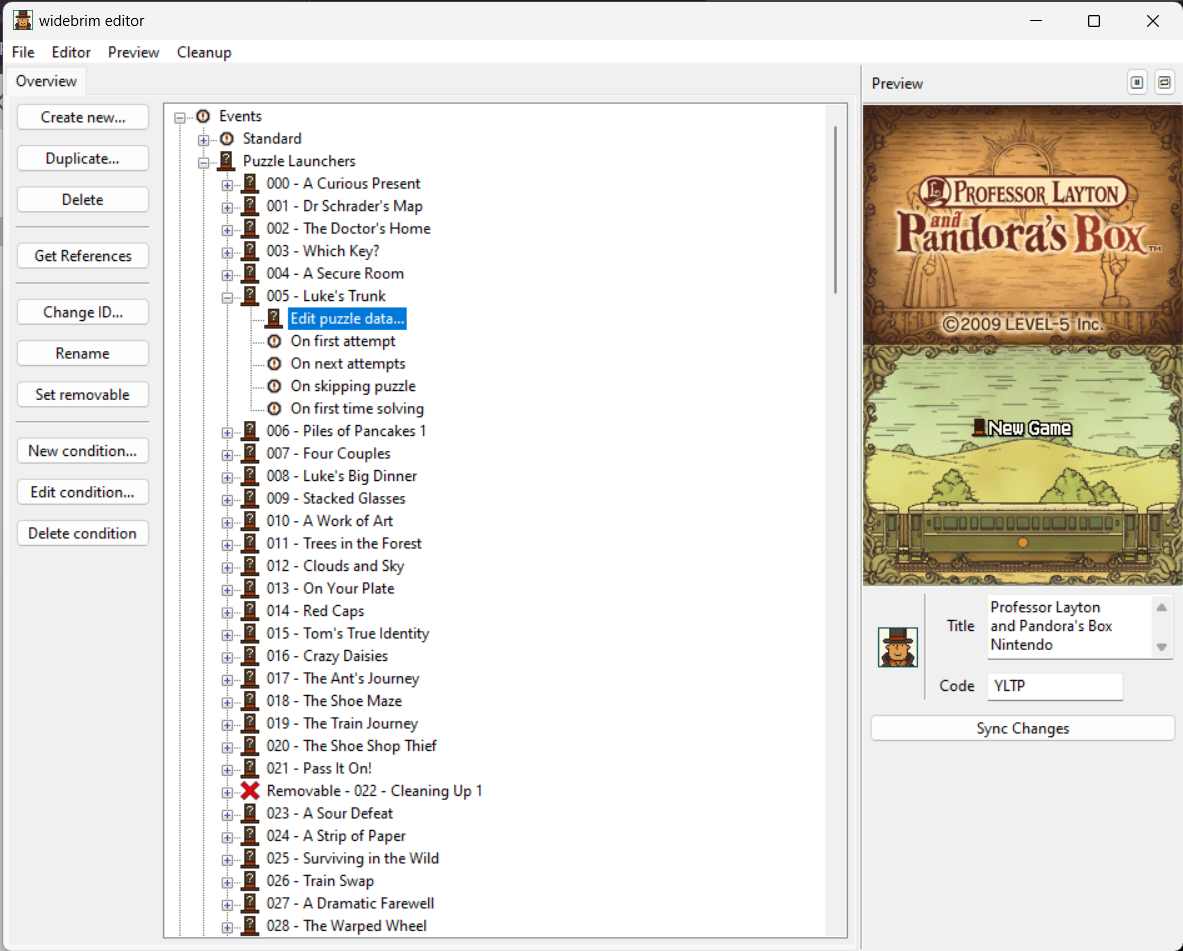 widebrim editor
File Editor Preview Cleanup
Overview
Create new...
Duplicate...
Delete
Get References
Change ID...
Rename
Set removable
New condition...
Edit condition...
Delete condition
Events
Standard
Puzzle Launchers
000 - A Curious Present
001 - Dr Schrader's Map
002 - The Doctor's Home
003 - Which Key?
004 - A Secure Room
005 - Luke's Trunk
Edit puzzle data...
On first attempt
On next attempts
On skipping puzzle
On first time solving
006 - Piles of Pancakes 1
007 - Four Couples
008 - Luke's Big Dinner
009 - Stacked Glasses
010 - A Work of Art
011 - Trees in the Forest
012 - Clouds and Sky
013 - On Your Plate
014 - Red Caps
015 - Tom's True Identity
016 - Crazy Daisies
017 - The Ant's Journey
018 - The Shoe Maze
019 - The Train Journey
020 - The Shoe Shop Thief
021 - Pass It On!
Removable - 022 - Cleaning Up 1
023 - A Sour Defeat
024 - A Strip of Paper
025 - Surviving in the Wild
026 - Train Swap
027 - A Dramatic Farewell
028 - The Warped Wheel
Preview
L PROFESSOR LAYTON
and
Pandora's Box™
©2009 LEVEL-5 Inc.
New Game
Title
Professor Layton
and Pandora's Box
Nintendo
Code
YLTP
Sync Changes